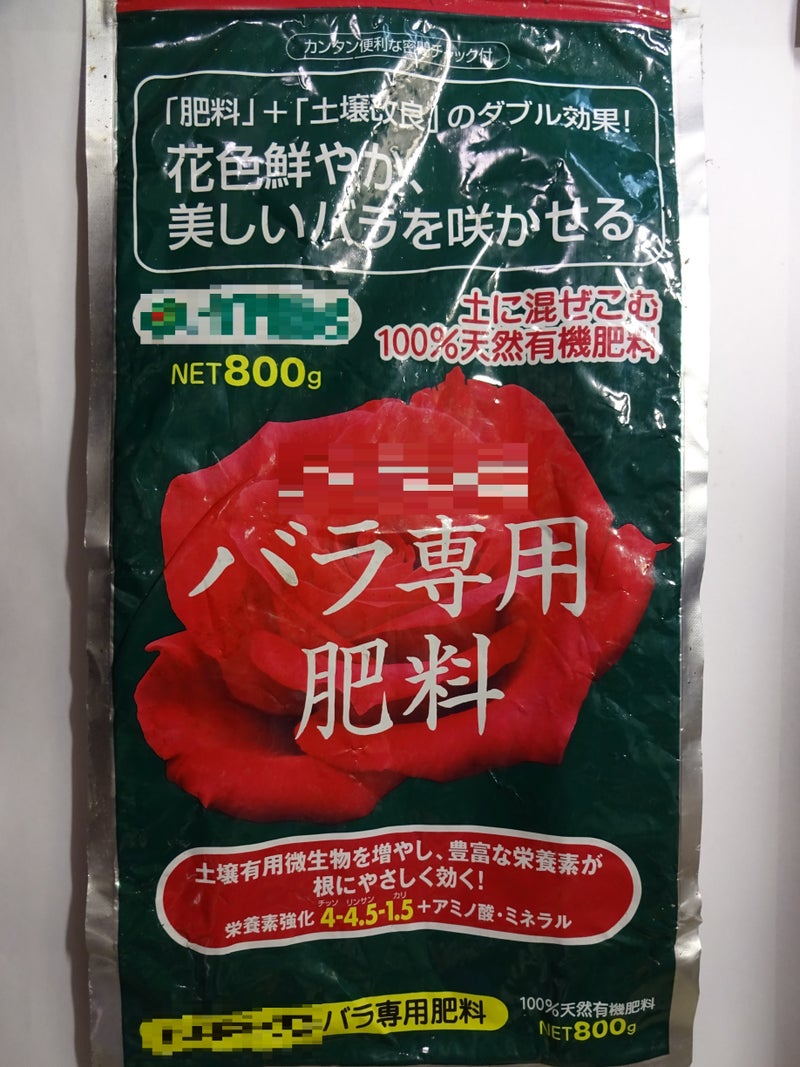 カンタン便利な密閉チャック付
「肥料」＋「土壌改良」のダブル効果！
花色鮮やか、
美しいバラを咲かせる
土に混ぜこむ
100%天然有機肥料
NET800g
バラ専用
肥料
土壌有用微生物を増やし、豊富な栄養素が
根にやさしく効く！
チッソ リンサン カリ
栄養素強化 4-4.5-1.5＋アミノ酸・ミネラル
バラ専用肥料
100%天然有機肥料
NET800g